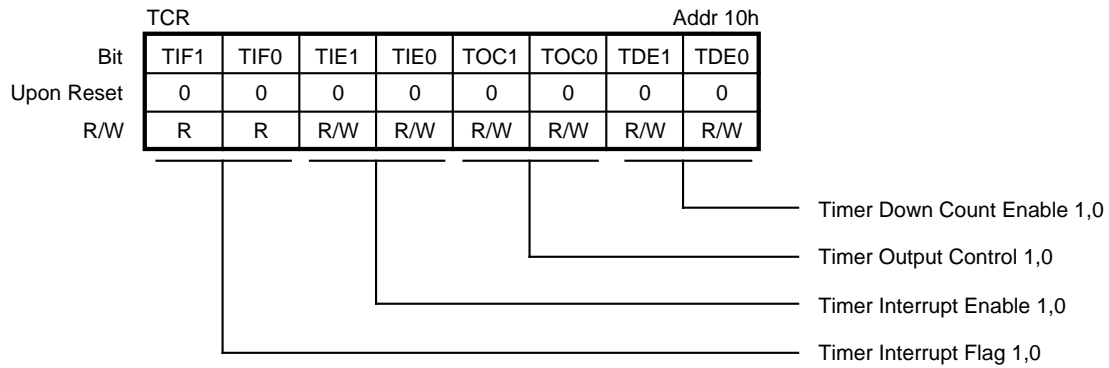 TCR Addr 10h
Bit TIF1 TIF0 TIE1 TIE0 TOC1 TOC0 TDE1 TDE0
Upon Reset 0 0 0 0 0 0 0 0
R/W R R R/W R/W R/W R/W R/W R/W
Timer Down Count Enable 1,0
Timer Output Control 1,0
Timer Interrupt Enable 1,0
Timer Interrupt Flag 1,0